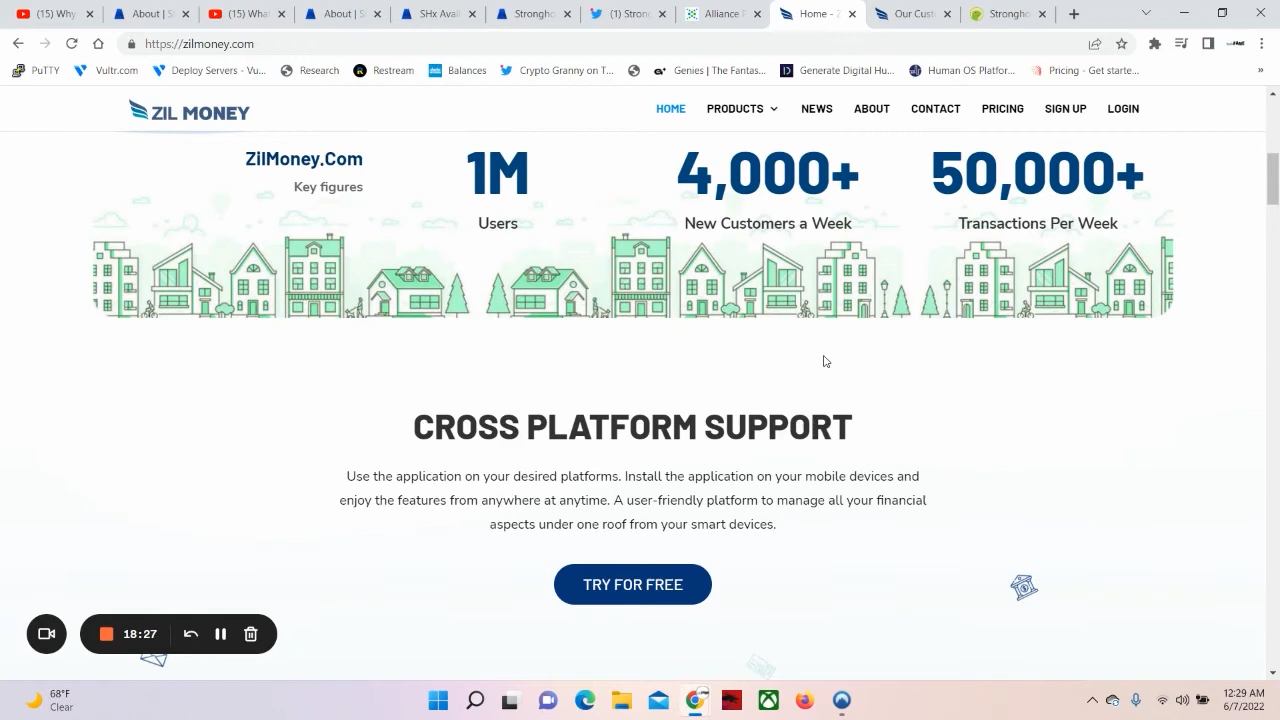 (15) What
About |
(15) What
About | S
SHx Avai
Strongho
(1) Strong
Alliance P
Home - Z
Our Cust
Strongho
https://zilmoney.com
PuTTY
Vultr.com
Deploy Servers - Vu...
Research
Restream
Balances
Crypto Granny on T...
Genies | The Fantas...
Generate Digital Hu...
Human OS Platfor...
Pricing - Get starte...
»
ZIL MONEY
HOME
PRODUCTS
NEWS
ABOUT
CONTACT
PRICING
SIGN UP
LOGIN
ZilMoney.Com
Key figures
1M
Users
4,000+
New Customers a Week
50,000+
Transactions Per Week
CROSS PLATFORM SUPPORT
Use the application on your desired platforms. Install the application on your mobile devices and
enjoy the features from anywhere at anytime. A user-friendly platform to manage all your financial
aspects under one roof from your smart devices.
TRY FOR FREE
18:27
68°F
Clear
12:29 AM
6/7/2022